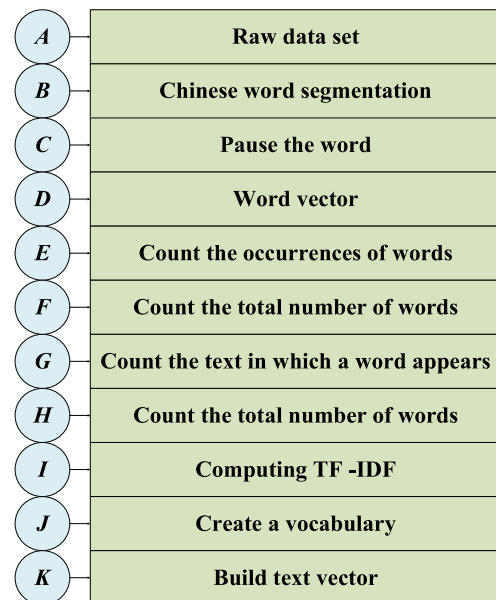 A Raw data set
B Chinese word segmentation
C Pause the word
D Word vector
E Count the occurrences of words
F Count the total number of words
G Count the text in which a word appears
H Count the total number of words
I Computing TF -IDF
J Create a vocabulary
K Build text vector